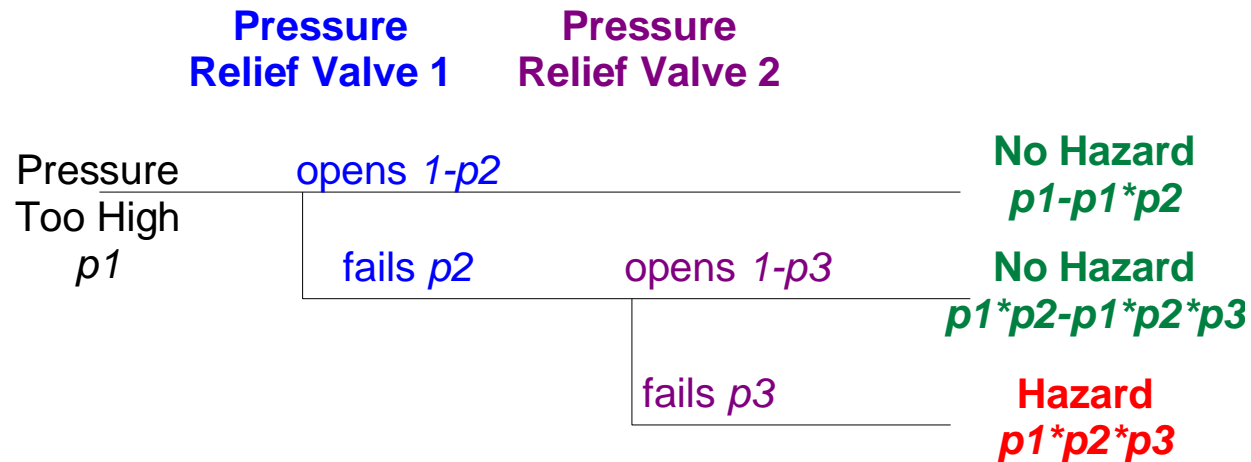 Pressure
Relief Valve 1
Pressure
Relief Valve 2
Pressure
Too High
p1
opens 1-p2
No Hazard
p1-p1*p2
fails p2
opens 1-p3
No Hazard
p1*p2-p1*p2*p3
fails p3
Hazard
p1*p2*p3